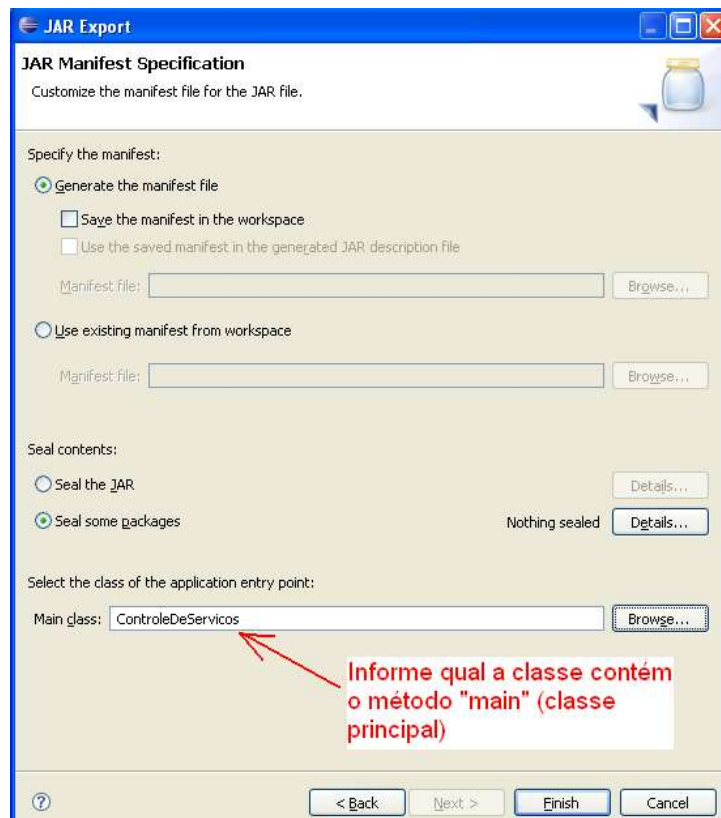 JAR Export
JAR Manifest Specification
Customize the manifest file for the JAR file.
Specify the manifest:
Generate the manifest file
Save the manifest in the workspace
Use the saved manifest in the generated JAR description file
Manifest file:
Browse...
Use existing manifest from workspace
Manifest file:
Browse...
Seal contents:
Seal the JAR
Details...
Seal some packages
Nothing sealed
Details...
Select the class of the application entry point:
Main class:
ControleDeServicos
Browse...
Informe qual a classe contém
o método "main" (classe
principal)
?
< Back
Next >
Finish
Cancel